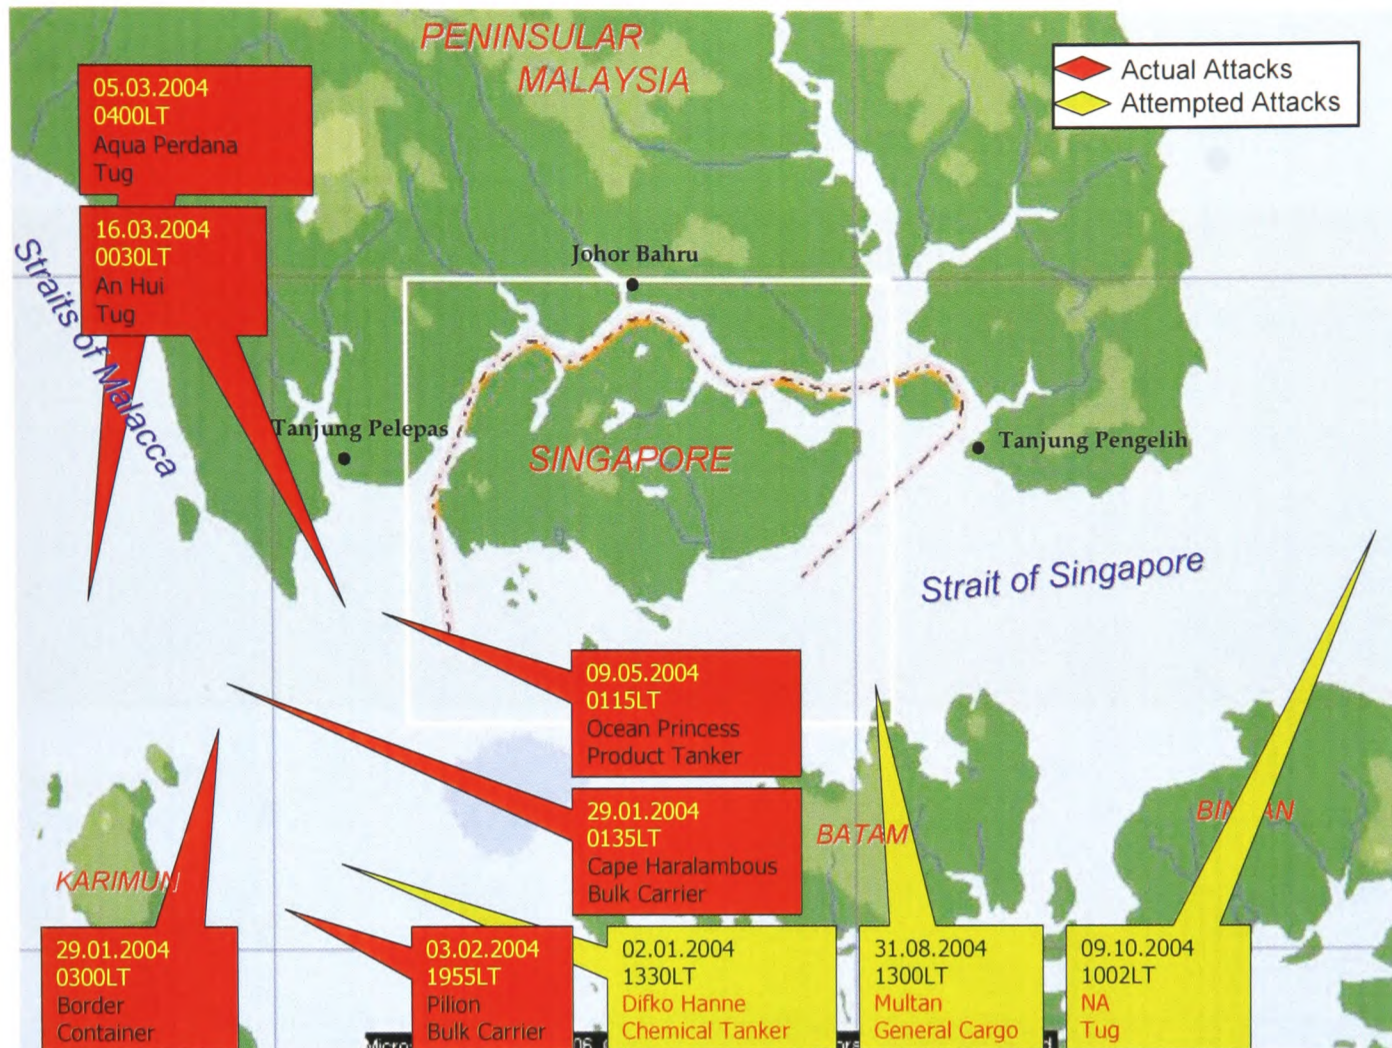 PENINSULAR
MALAYSIA
Actual Attacks
Attempted Attacks
05.03.2004
0400LT
Aqua Perdana
Tug
16.03.2004
0030LT
An Hui
Tug
Straits of Malacca
Johor Bahru
Tanjung Pelepas
SINGAPORE
Tanjung Pengelih
Strait of Singapore
09.05.2004
0115LT
Ocean Princess
Product Tanker
29.01.2004
0135LT
Cape Haralambous
Bulk Carrier
BATAM
KARIMUN
29.01.2004
0300LT
Border
Container
03.02.2004
1955LT
Pilion
Bulk Carrier
02.01.2004
1330LT
Difko Hanne
Chemical Tanker
31.08.2004
1300LT
Multan
General Cargo
09.10.2004
1002LT
NA
Tug